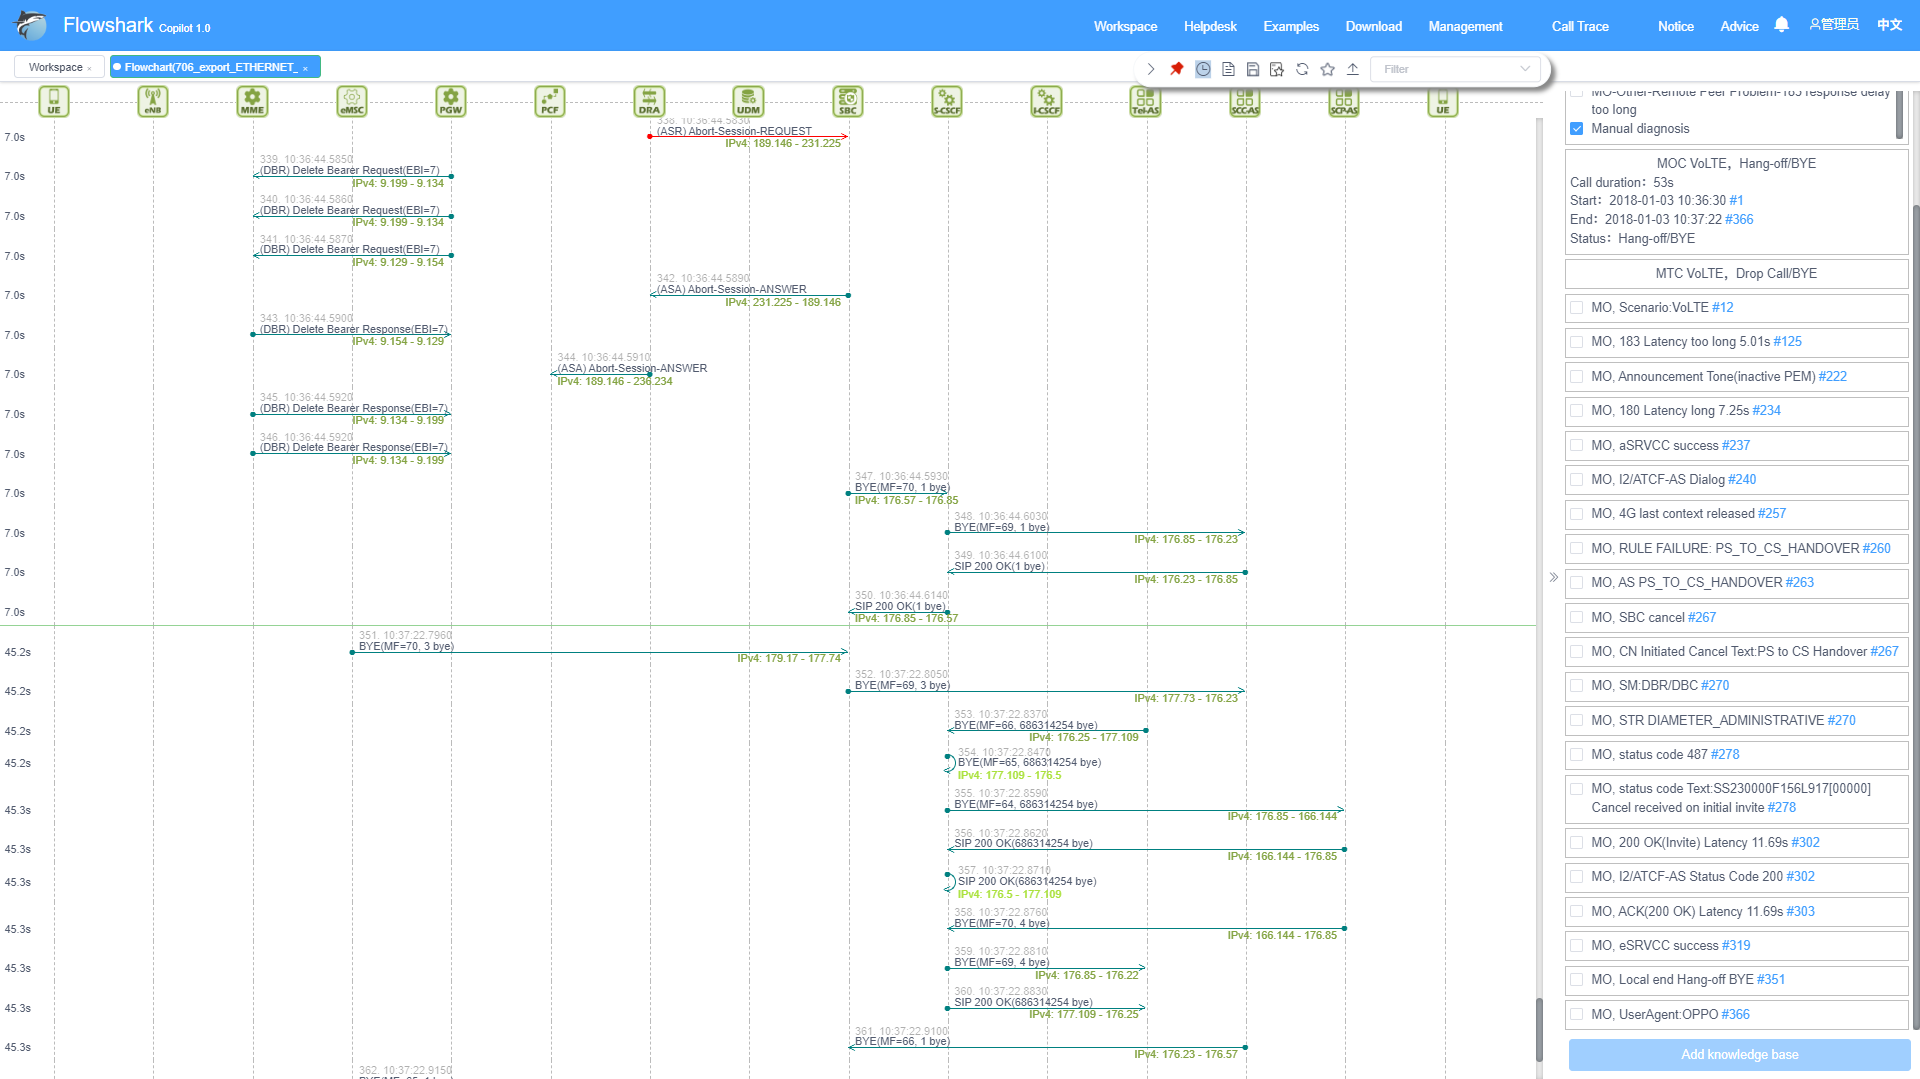 Flowshark Copilot 1.0
Workspace Helpdesk Examples Download Management Call Trace Notice Advice 管理员 中文
Workspace ×
Flowchart(706_export_ETHERNET_ ×
Filter
UE eNB MME eMSC PGW PCF DRA UDM SBC S-CSCF I-CSCF Tel-AS SCC-AS SCP-AS UE
338. 10:36:44.5830
7.0s (ASR) Abort-Session-REQUEST
IPv4: 189.146 - 231.225
339. 10:36:44.5850
7.0s (DBR) Delete Bearer Request(EBI=7)
IPv4: 9.199 - 9.134
340. 10:36:44.5860
7.0s (DBR) Delete Bearer Request(EBI=7)
IPv4: 9.199 - 9.134
341. 10:36:44.5870
7.0s (DBR) Delete Bearer Request(EBI=7)
IPv4: 9.129 - 9.154
342. 10:36:44.5890
7.0s (ASA) Abort-Session-ANSWER
IPv4: 231.225 - 189.146
343. 10:36:44.5900
7.0s (DBR) Delete Bearer Response(EBI=7)
IPv4: 9.154 - 9.129
344. 10:36:44.5910
7.0s (ASA) Abort-Session-ANSWER
IPv4: 189.146 - 236.234
345. 10:36:44.5920
7.0s (DBR) Delete Bearer Response(EBI=7)
IPv4: 9.134 - 9.199
346. 10:36:44.5920
7.0s (DBR) Delete Bearer Response(EBI=7)
IPv4: 9.134 - 9.199
347. 10:36:44.5930
7.0s BYE(MF=70, 1 bye)
IPv4: 176.57 - 176.85
348. 10:36:44.6030
7.0s BYE(MF=69, 1 bye)
IPv4: 176.85 - 176.23
349. 10:36:44.6100
7.0s SIP 200 OK(1 bye)
IPv4: 176.23 - 176.85
350. 10:36:44.6140
7.0s SIP 200 OK(1 bye)
IPv4: 176.85 - 176.57
351. 10:37:22.7960
45.2s BYE(MF=70, 3 bye)
IPv4: 179.17 - 177.74
352. 10:37:22.8050
45.2s BYE(MF=69, 3 bye)
IPv4: 177.73 - 176.23
353. 10:37:22.8370
45.2s BYE(MF=66, 686314254 bye)
IPv4: 176.25 - 177.109
354. 10:37:22.8470
45.2s BYE(MF=65, 686314254 bye)
IPv4: 177.109 - 176.5
355. 10:37:22.8590
45.3s BYE(MF=64, 686314254 bye)
IPv4: 176.85 - 166.144
356. 10:37:22.8620
45.3s SIP 200 OK(686314254 bye)
IPv4: 166.144 - 176.85
357. 10:37:22.8710
45.3s SIP 200 OK(686314254 bye)
IPv4: 176.5 - 177.109
358. 10:37:22.8760
45.3s BYE(MF=70, 4 bye)
IPv4: 166.144 - 176.85
359. 10:37:22.8810
45.3s BYE(MF=69, 4 bye)
IPv4: 176.85 - 176.22
360. 10:37:22.8830
45.3s SIP 200 OK(686314254 bye)
IPv4: 177.109 - 176.25
361. 10:37:22.9100
45.3s BYE(MF=66, 1 bye)
IPv4: 176.23 - 176.57
362. 10:37:22.9150
MO-Other-Remote Peer Problem-183 response delay
too long
Manual diagnosis
MOC VoLTE，Hang-off/BYE
Call duration：53s
Start：2018-01-03 10:36:30 #1
End：2018-01-03 10:37:22 #366
Status：Hang-off/BYE
MTC VoLTE，Drop Call/BYE
MO, Scenario:VoLTE #12
MO, 183 Latency too long 5.01s #125
MO, Announcement Tone(inactive PEM) #222
MO, 180 Latency long 7.25s #234
MO, aSRVCC success #237
MO, I2/ATCF-AS Dialog #240
MO, 4G last context released #257
MO, RULE FAILURE: PS_TO_CS_HANDOVER #260
MO, AS PS_TO_CS_HANDOVER #263
MO, SBC cancel #267
MO, CN Initiated Cancel Text:PS to CS Handover #267
MO, SM:DBR/DBC #270
MO, STR DIAMETER_ADMINISTRATIVE #270
MO, status code 487 #278
MO, status code Text:SS230000F156L917[00000]
Cancel received on initial invite #278
MO, 200 OK(Invite) Latency 11.69s #302
MO, I2/ATCF-AS Status Code 200 #302
MO, ACK(200 OK) Latency 11.69s #303
MO, eSRVCC success #319
MO, Local end Hang-off BYE #351
MO, UserAgent:OPPO #366
Add knowledge base